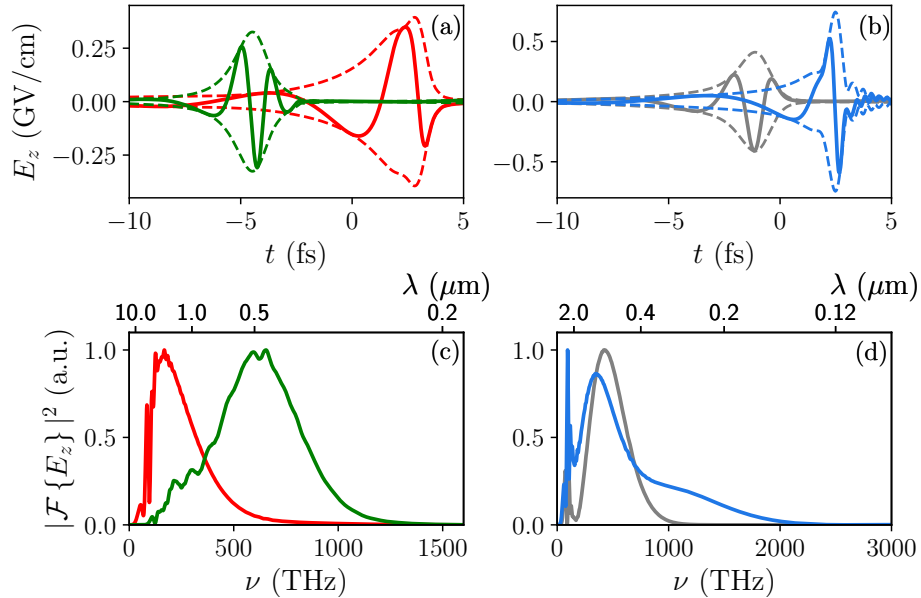 (a) (b)
E_z (GV/cm)
0.25
0.00
−0.25
−10 −5 0 5
t (fs)
0.5
0.0
−0.5
−10 −5 0 5
t (fs)
λ (μm)
10.0 1.0 0.5 0.2
(c)
|F {E_z} |^2 (a.u.)
1.0
0.5
0.0
0 500 1000 1500
ν (THz)
λ (μm)
2.0 0.4 0.2 0.12
(d)
1.0
0.5
0.0
0 1000 2000 3000
ν (THz)